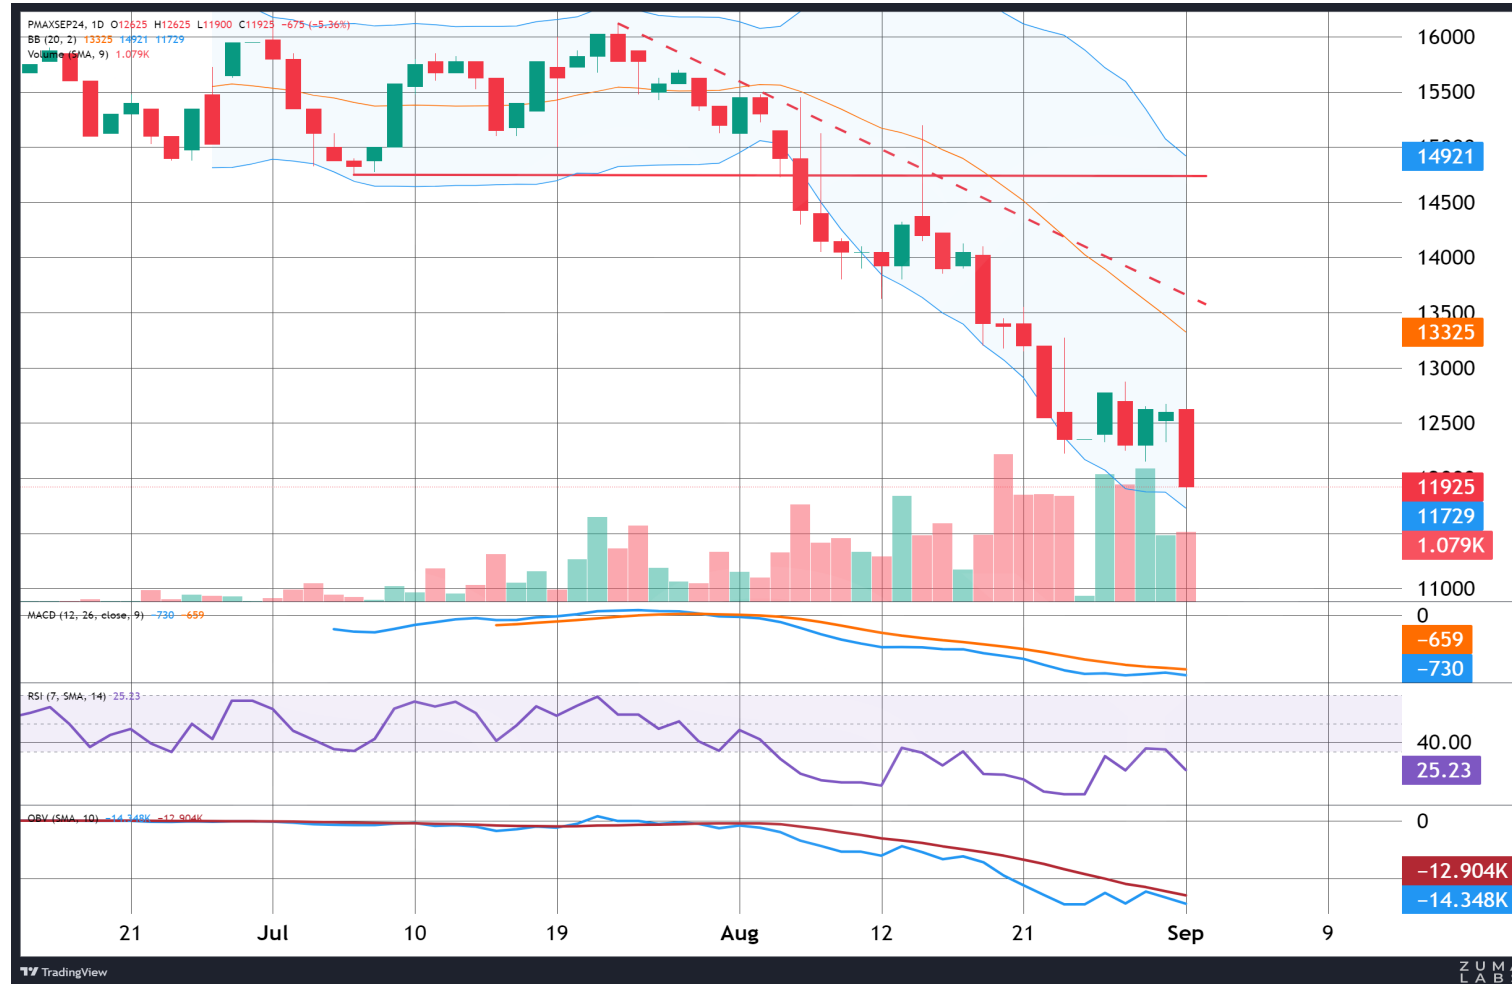 PMAXSEP24, 1D O12625 H12625 L11900 C11925 −675 (−5.36%)
BB (20, 2) 13325 14921 11729
Volume (SMA, 9) 1.079K
16000
15500
14921
14500
14000
13500
13325
13000
12500
11925
11729
1.079K
11000
MACD (12, 26, close, 9) −730 −659
0
−659
−730
RSI (7, SMA, 14) 25.23
40.00
25.23
OBV (SMA, 10) −14.348K −12.904K
0
−12.904K
−14.348K
21 Jul 10 19 Aug 12 21 Sep 9
TradingView